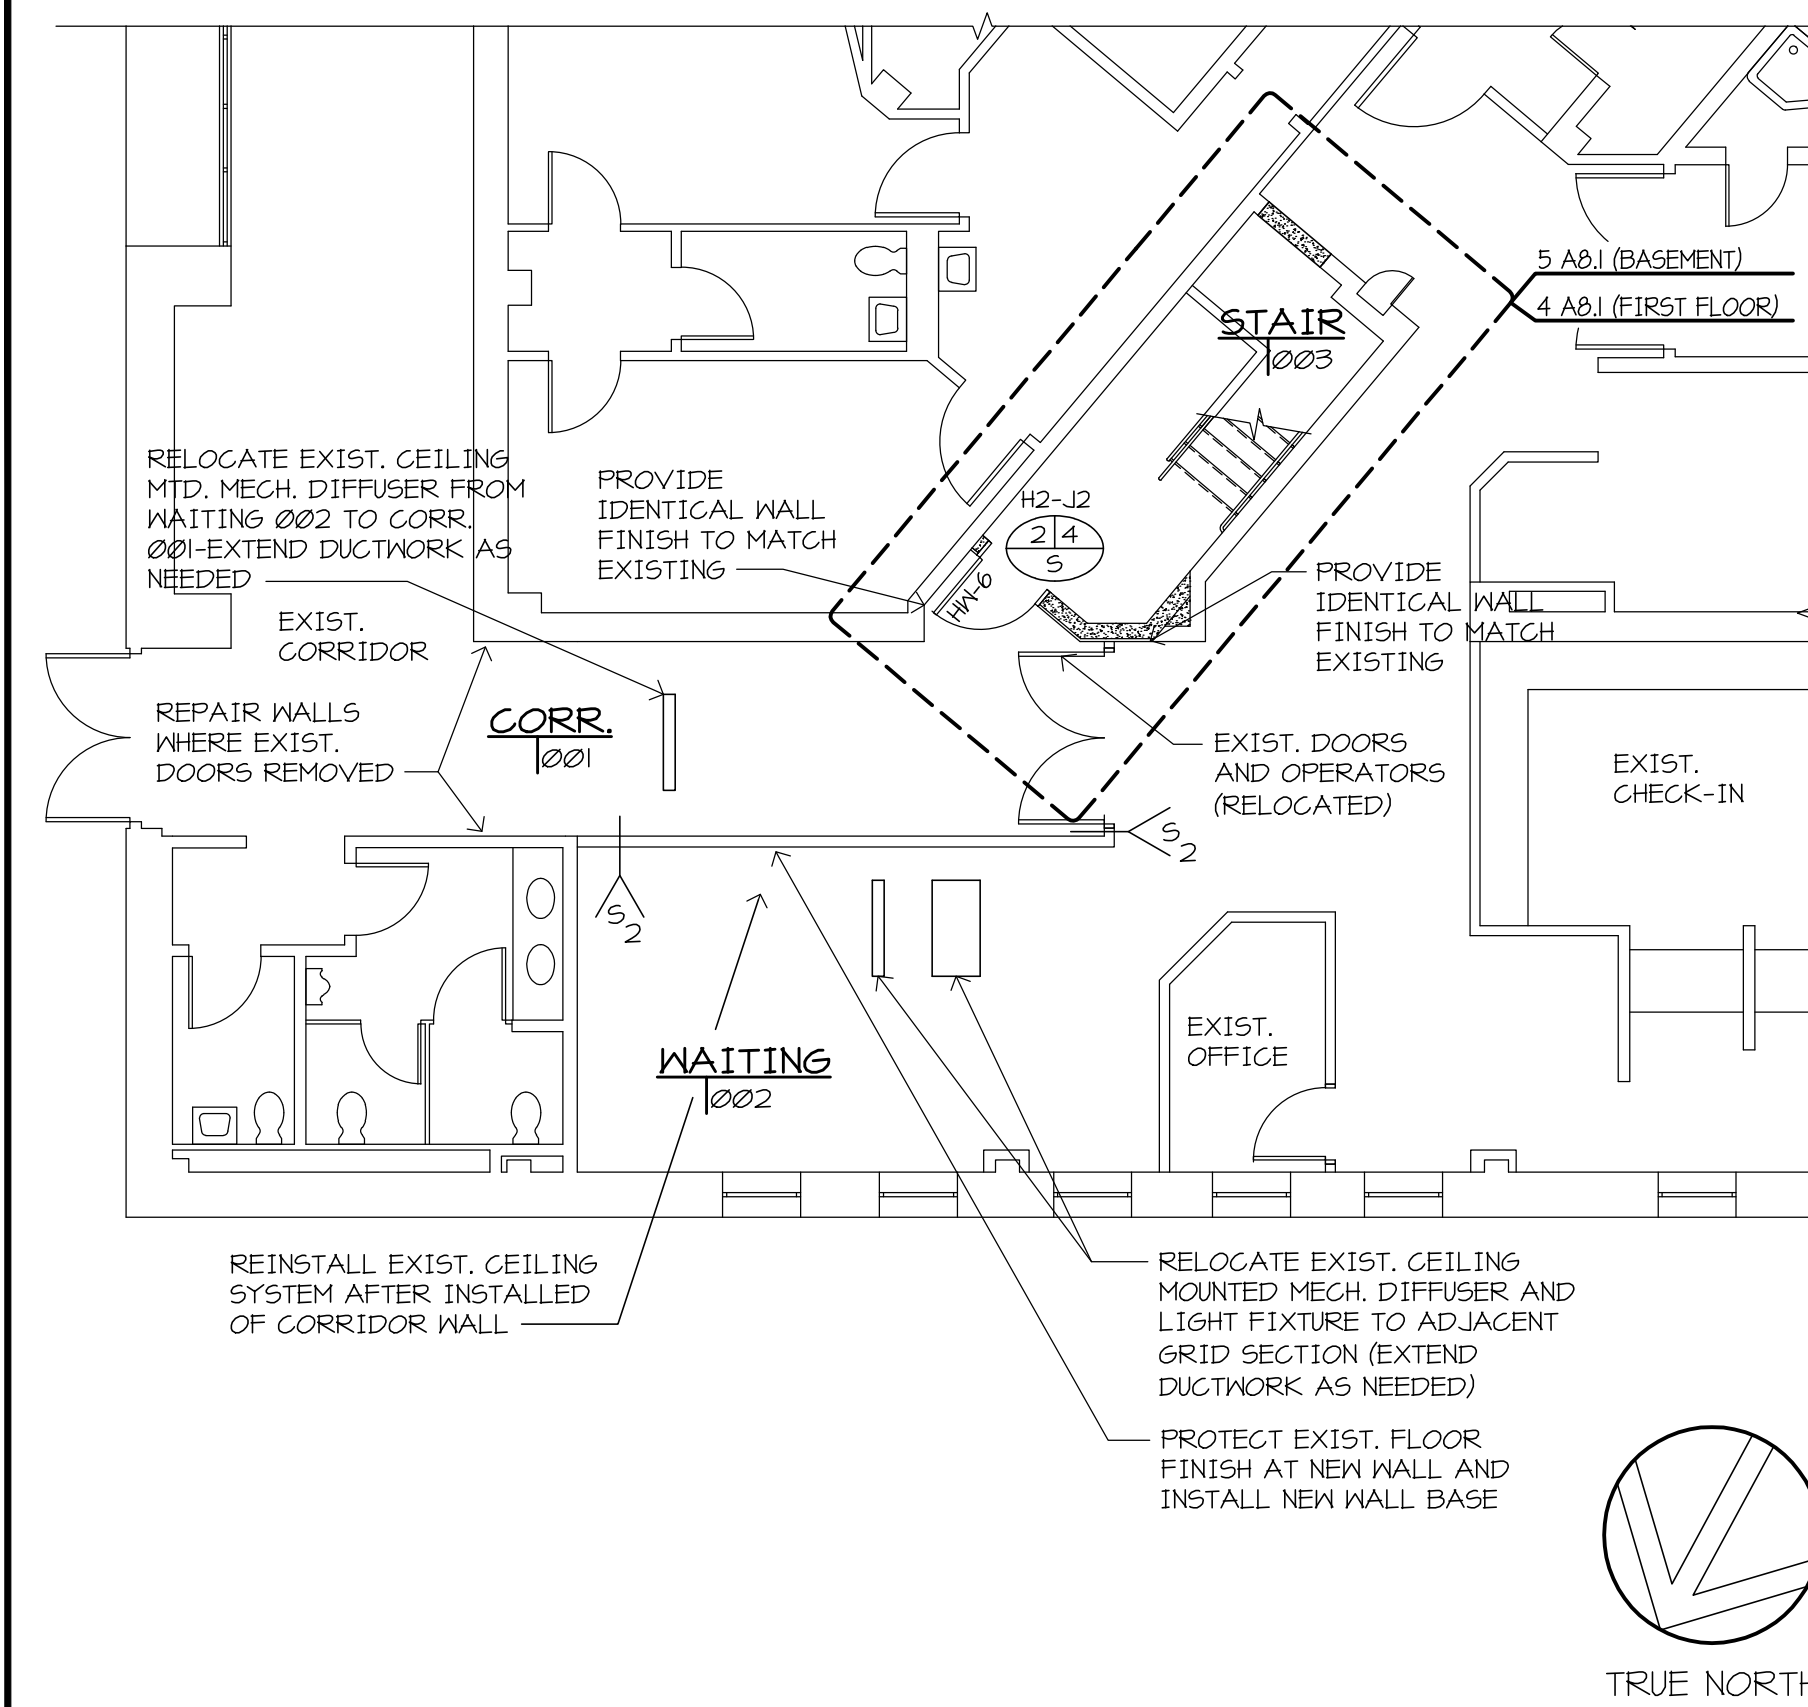 5 A8.1 (BASEMENT)
4 A8.1 (FIRST FLOOR)
STAIR
003
RELOCATE EXIST. CEILING
MTD. MECH. DIFFUSER FROM
WAITING 002 TO CORR.
001-EXTEND DUCTWORK AS
NEEDED
PROVIDE
IDENTICAL WALL
FINISH TO MATCH
EXISTING
H2-J2
2 4
S
HW-6
PROVIDE
IDENTICAL WALL
FINISH TO MATCH
EXISTING
EXIST.
CORRIDOR
REPAIR WALLS
WHERE EXIST.
DOORS REMOVED
CORR.
001
EXIST. DOORS
AND OPERATORS
(RELOCATED)
EXIST.
CHECK-IN
S
2
S
2
EXIST.
OFFICE
WAITING
002
REINSTALL EXIST. CEILING
SYSTEM AFTER INSTALLED
OF CORRIDOR WALL
RELOCATE EXIST. CEILING
MOUNTED MECH. DIFFUSER AND
LIGHT FIXTURE TO ADJACENT
GRID SECTION (EXTEND
DUCTWORK AS NEEDED)
PROTECT EXIST. FLOOR
FINISH AT NEW WALL AND
INSTALL NEW WALL BASE
TRUE NORTH